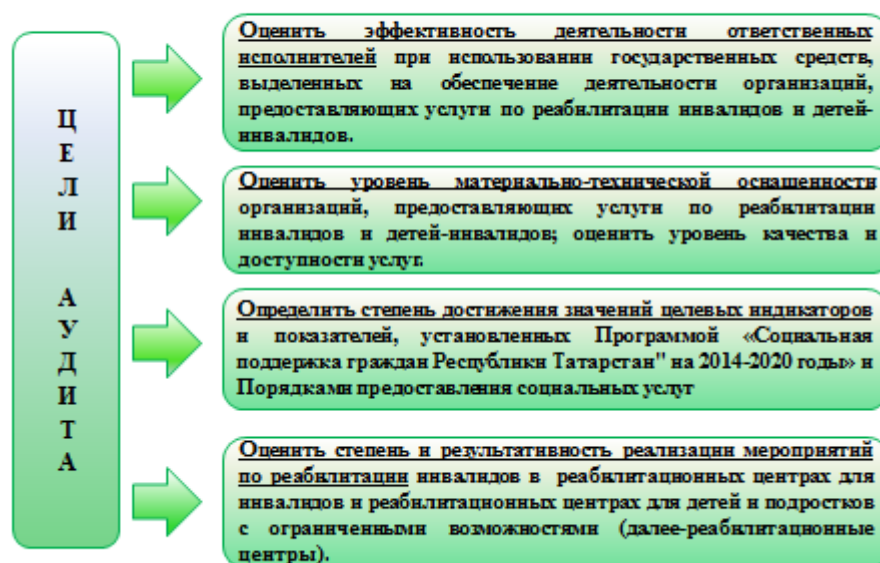 ЦЕЛИ АУДИТА
Оценить эффективность деятельности ответственных
исполнителей при использовании государственных средств,
выделенных на обеспечение деятельности организаций,
предоставляющих услуги по реабилитации инвалидов и детей-
инвалидов.
Оценить уровень материально-технической оснащенности
организаций, предоставляющих услуги по реабилитации
инвалидов и детей-инвалидов; оценить уровень качества и
доступности услуг.
Определить степень достижения значений целевых индикаторов
и показателей, установленных Программой «Социальная
поддержка граждан Республики Татарстан" на 2014-2020 годы» и
Порядками предоставления социальных услуг
Оценить степень и результативность реализации мероприятий
по реабилитации инвалидов в реабилитационных центрах для
инвалидов и реабилитационных центрах для детей и подростков
с ограниченными возможностями (далее-реабилитационные
центры).